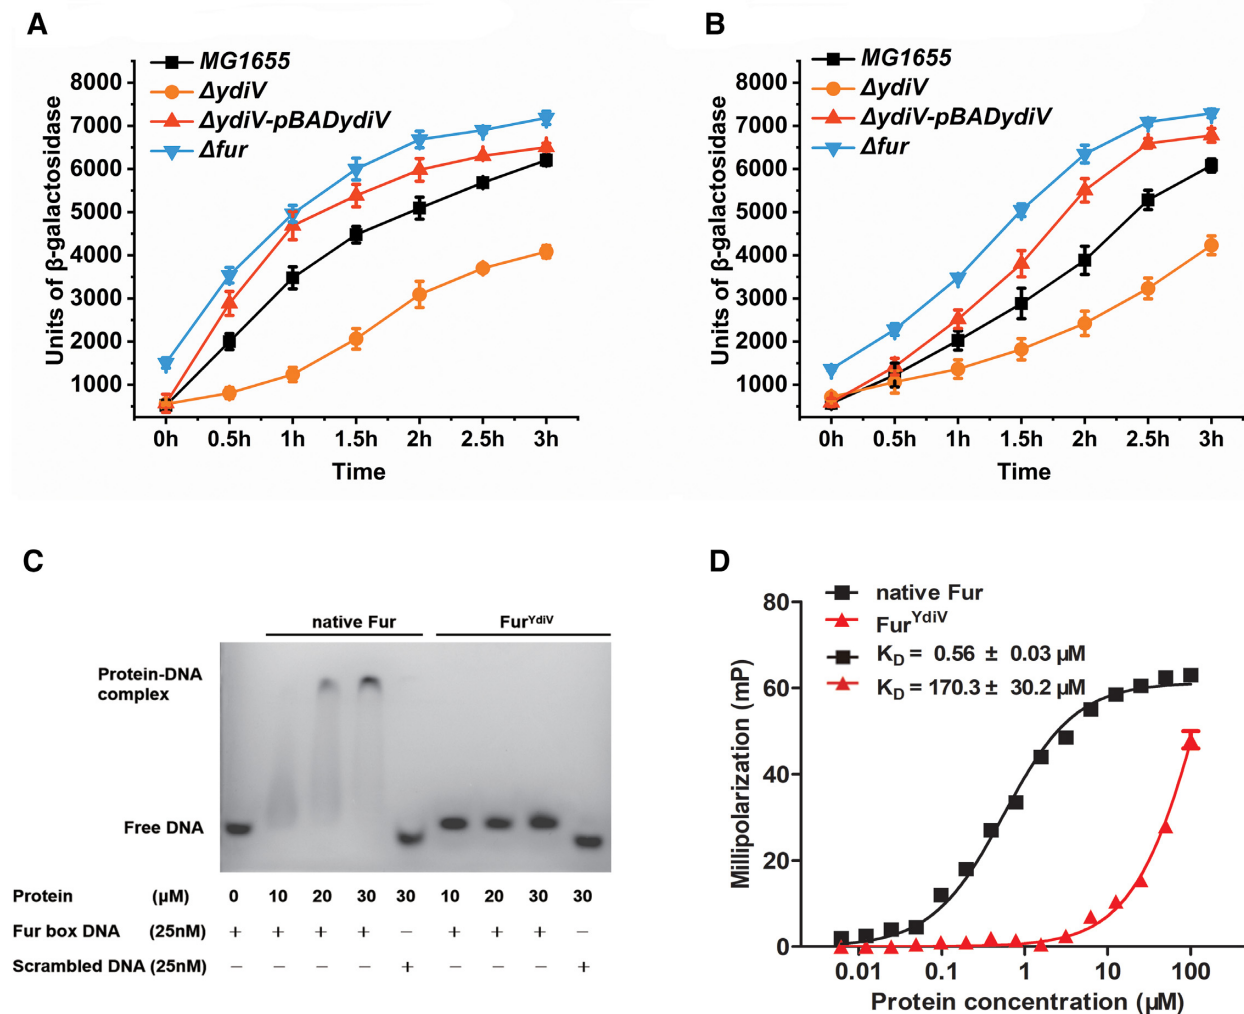 A
MG1655
ΔydiV
ΔydiV-pBADydiV
Δfur
Units of β-galactosidase
8000
7000
6000
5000
4000
3000
2000
1000
0h 0.5h 1h 1.5h 2h 2.5h 3h
Time
B
MG1655
ΔydiV
ΔydiV-pBADydiV
Δfur
Units of β-galactosidase
8000
7000
6000
5000
4000
3000
2000
1000
0h 0.5h 1h 1.5h 2h 2.5h 3h
Time
C
native Fur FurYdiV
Protein-DNA
complex
Free DNA
Protein (μM) 0 10 20 30 30 10 20 30 30
Fur box DNA (25nM) + + + + − + + + −
Scrambled DNA (25nM) − − − − + − − − +
D
native Fur
FurYdiV
KD = 0.56 ± 0.03 μM
KD = 170.3 ± 30.2 μM
Millipolarization (mP)
80
60
40
20
0
0.01 0.1 1 10 100
Protein concentration (μM)